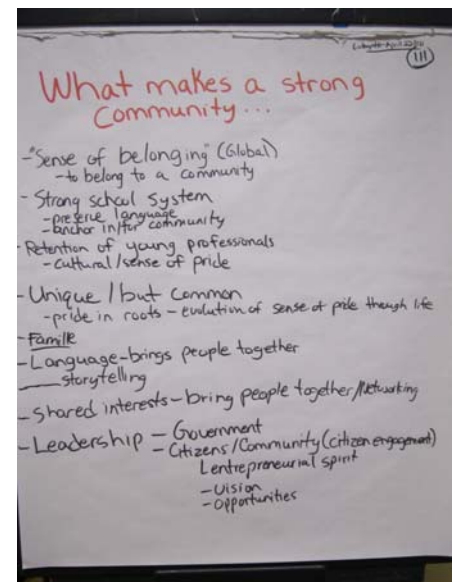 III
What makes a strong
Community...
-"Sense of belonging" (Global)
-to belong to a community
- Strong school system
-preserve language
-anchor in/for community
-Retention of young professionals
-cultural/sense of pride
-Unique / but common
-pride in roots - evolution of sense of pride though life
-Famille
-Language-brings people together
storytelling
-Shared interests-bring people together/Networking
-Leadership - Government
-Citizens/Community (citizen engagement)
Lentrepreneurial spirit
-Vision
-Opportunities